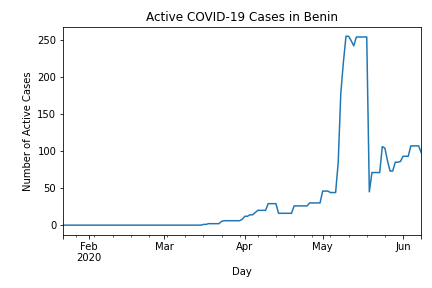 Active COVID-19 Cases in Benin
Number of Active Cases
250
200
150
100
50
0
Feb Mar Apr May Jun
2020
Day